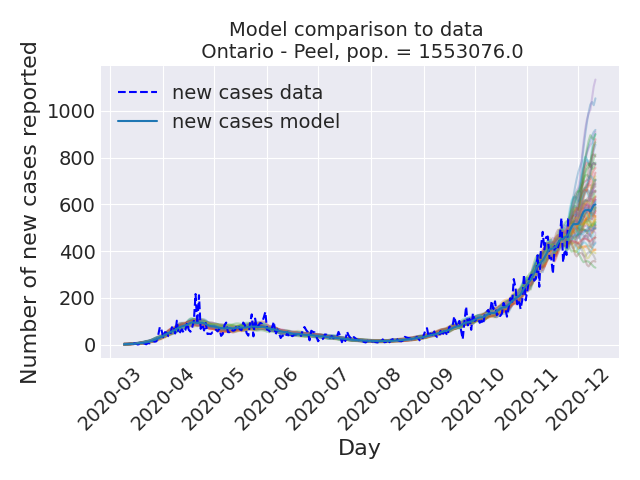 Model comparison to data
Ontario - Peel, pop. = 1553076.0
Number of new cases reported
new cases data
new cases model
1000
800
600
400
200
0
2020-03
2020-04
2020-05
2020-06
2020-07
2020-08
2020-09
2020-10
2020-11
2020-12
Day